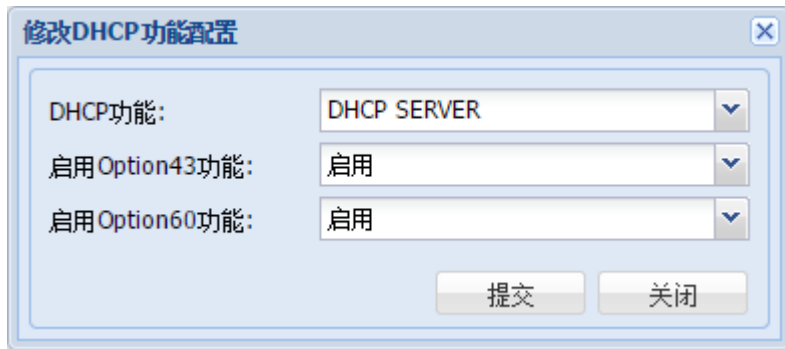 修改DHCP功能配置
DHCP功能: DHCP SERVER
启用Option43功能: 启用
启用Option60功能: 启用
提交 关闭